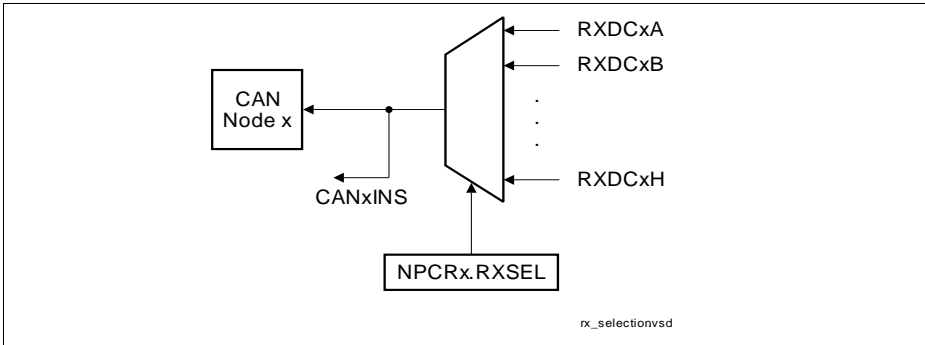 RXDCxA
RXDCxB
CAN
Node x
.
.
.
RXDCxH
CANxINS
NPCRx.RXSEL
rx_selectionvsd